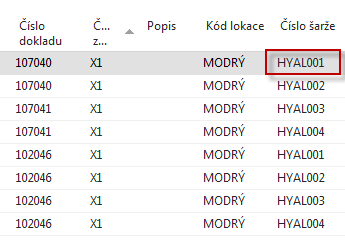 Číslo dokladu Č... z... Popis Kód lokace Číslo šarže
107040 X1 MODRÝ HYAL001
107040 X1 MODRÝ HYAL002
107041 X1 MODRÝ HYAL003
107041 X1 MODRÝ HYAL004
102046 X1 MODRÝ HYAL001
102046 X1 MODRÝ HYAL002
102046 X1 MODRÝ HYAL003
102046 X1 MODRÝ HYAL004